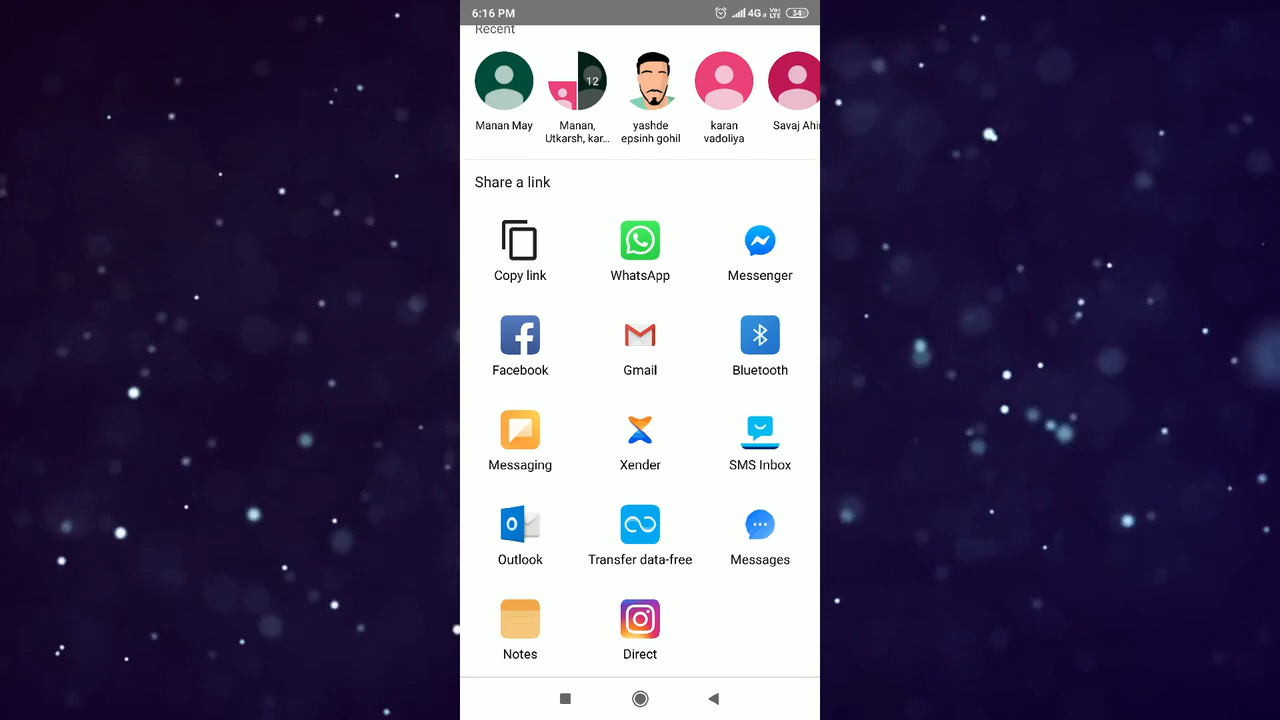 6:16 PM 4G Vo) LTE 34
Recent
12
Manan May
Manan,
Utkarsh, kar...
yashde
epsinh gohil
karan
vadoliya
Savaj Ahi
Share a link
Copy link
WhatsApp
Messenger
Facebook
Gmail
Bluetooth
Messaging
Xender
SMS Inbox
Outlook
Transfer data-free
Messages
Notes
Direct